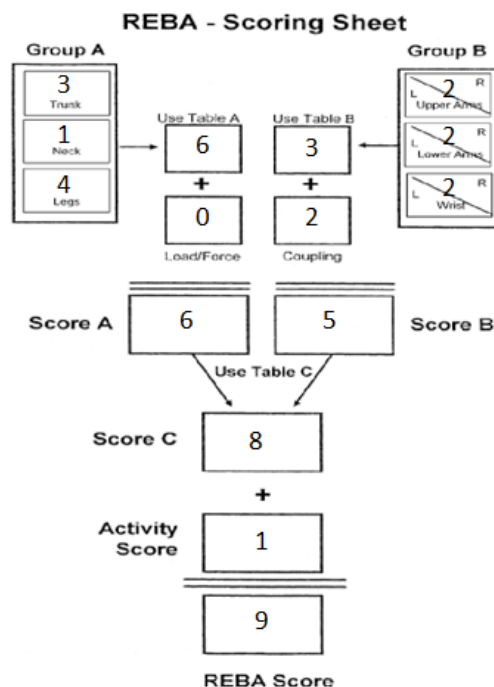 REBA - Scoring Sheet
Group A
Group B
3
Trunk
1
Neck
4
Legs
Use Table A
6
+
0
Load/Force
Use Table B
3
+
2
Coupling
L 2 R
Upper Arms
L 2 R
Lower Arms
L 2 R
Wrist
Score A
6
5
Score B
Use Table C
Score C
8
+
Activity
Score
1
9
REBA Score